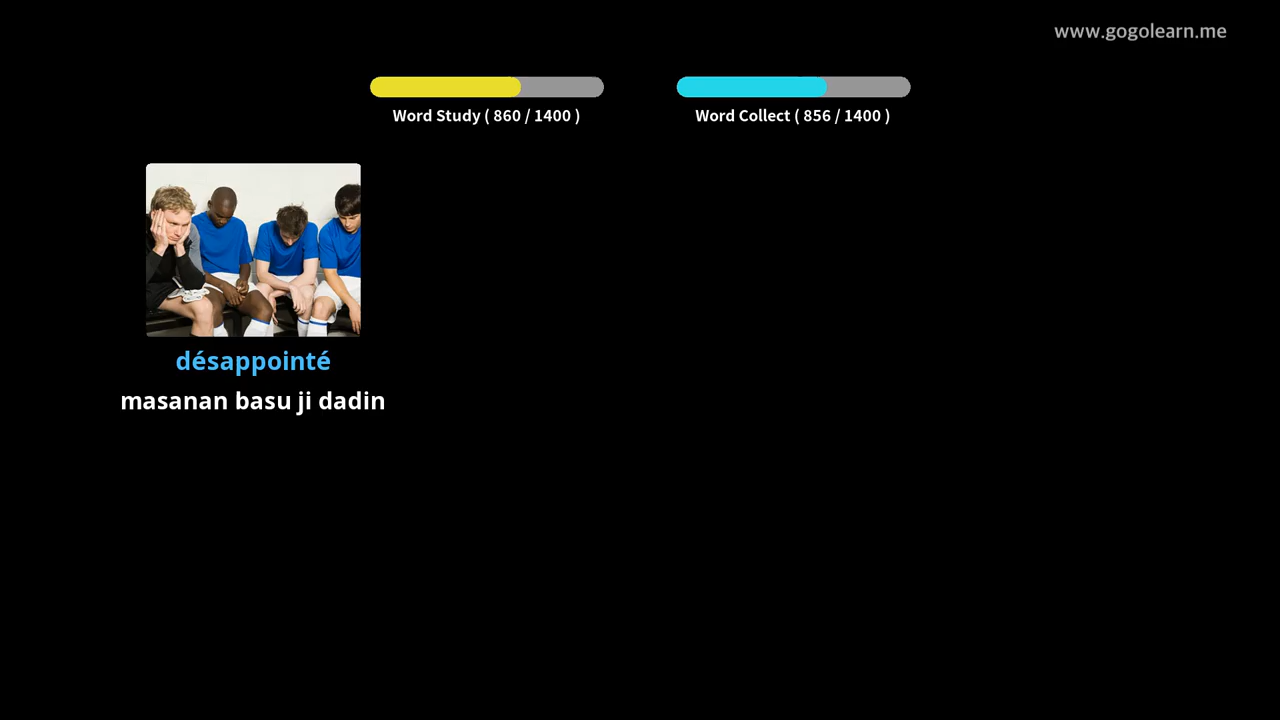 www.gogolearn.me
Word Study ( 860 / 1400 )
Word Collect ( 856 / 1400 )
désappointé
masanan basu ji dadin